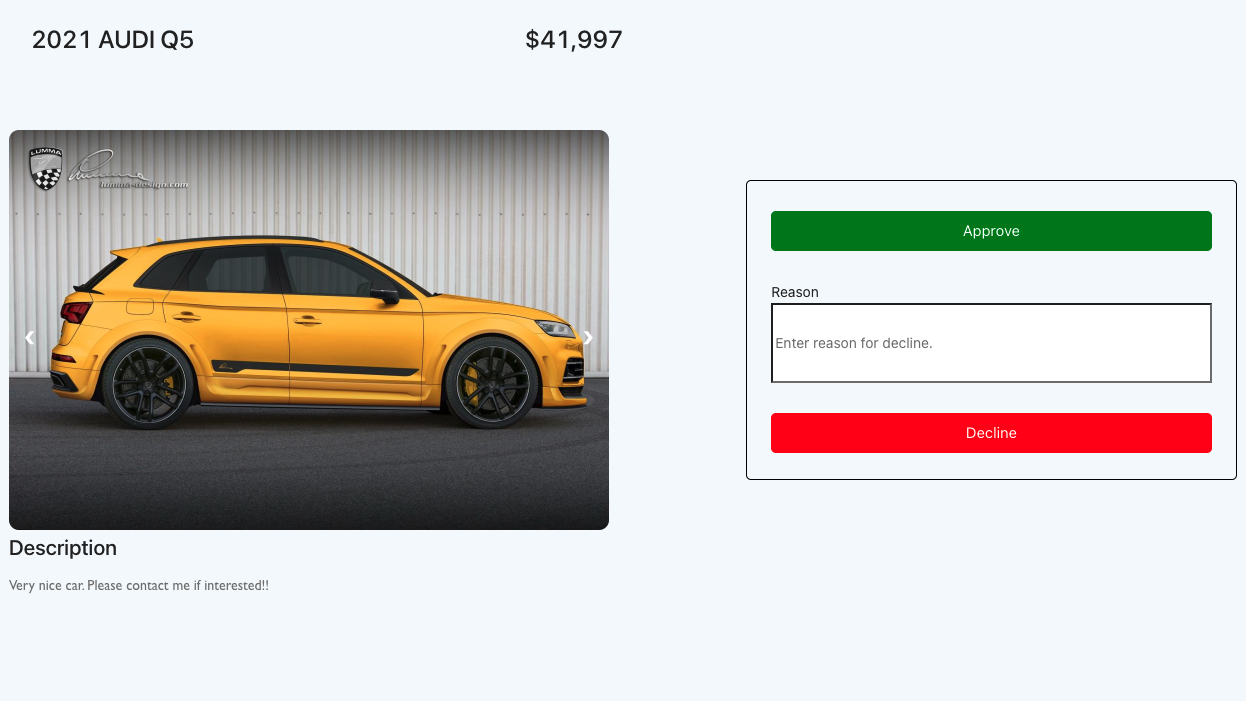 2021 AUDI Q5
$41,997
LUMMA
lumma-design.com
Approve
Reason
Enter reason for decline.
Decline
Description
Very nice car. Please contact me if interested!!